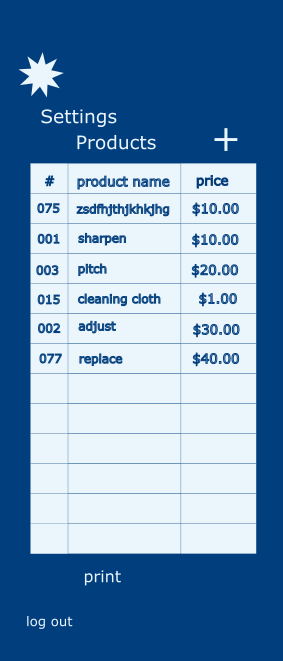 Settings
Products +
# product name price
075 zsdfhjthjkhkjhg $10.00
001 sharpen $10.00
003 pitch $20.00
015 cleaning cloth $1.00
002 adjust $30.00
077 replace $40.00
print
log out